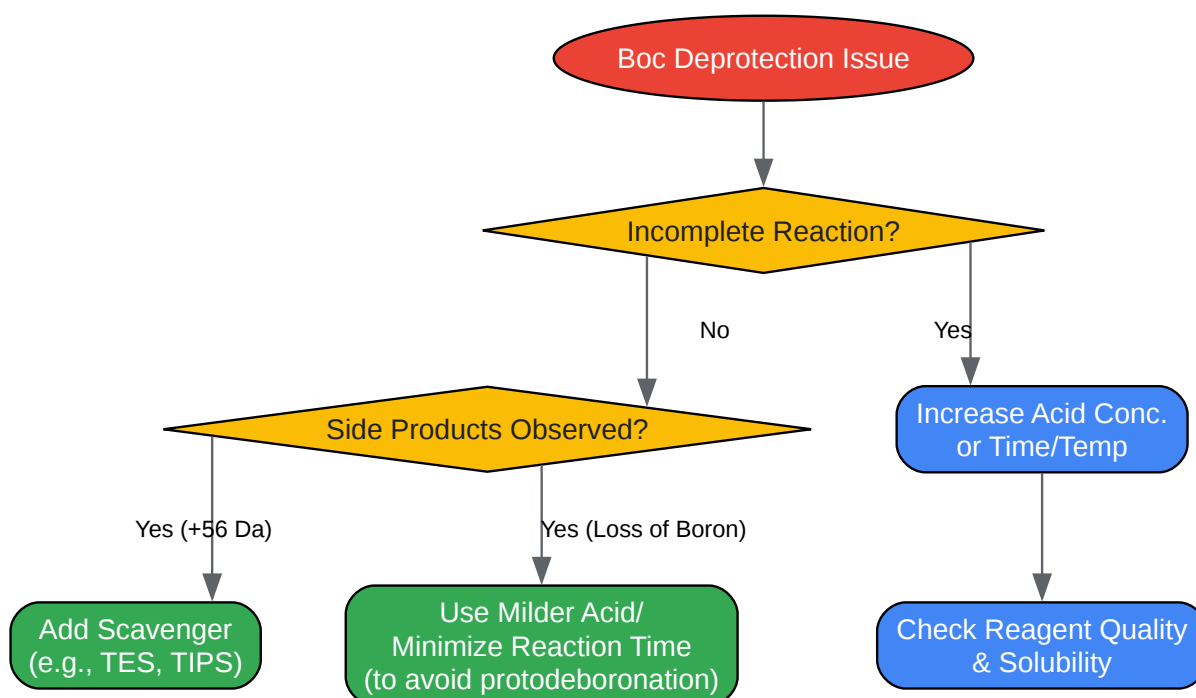 Boc Deprotection Issue
Incomplete Reaction?
No
Yes
Side Products Observed?
Increase Acid Conc.
or Time/Temp
Yes (+56 Da)
Yes (Loss of Boron)
Add Scavenger
(e.g., TES, TIPS)
Use Milder Acid/
Minimize Reaction Time
(to avoid protodeboronation)
Check Reagent Quality
& Solubility